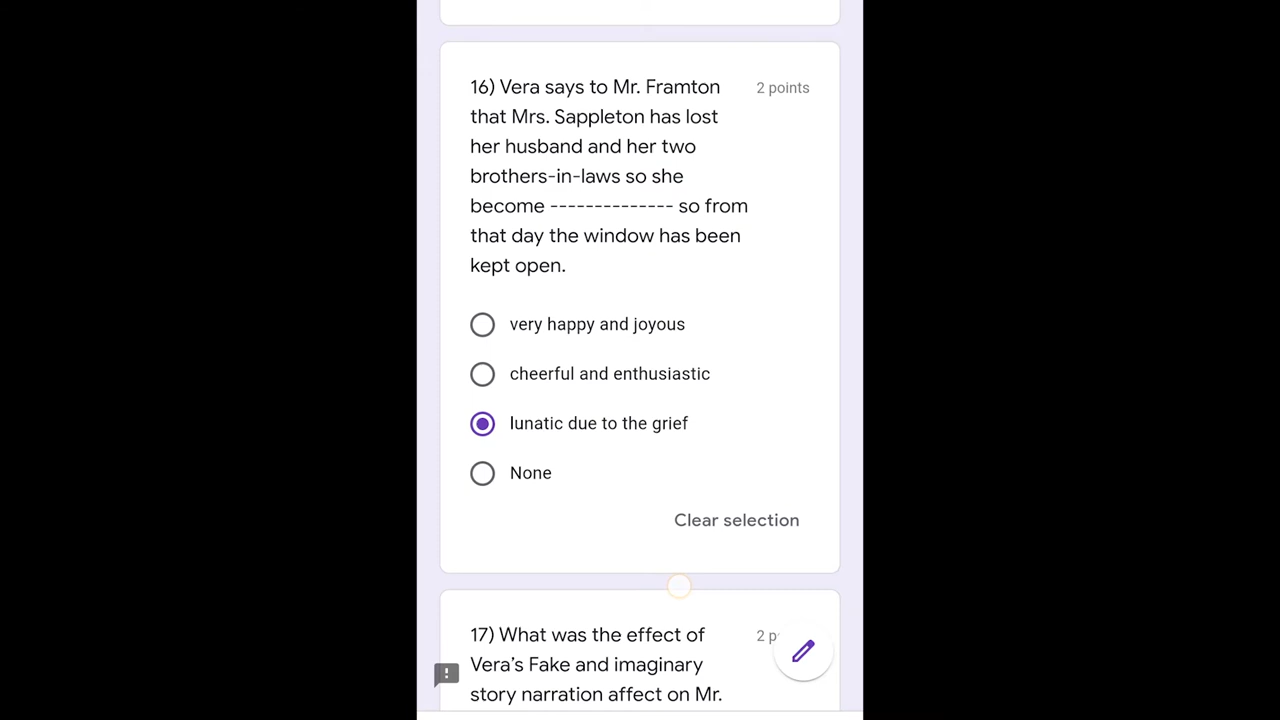 16) Vera says to Mr. Framton
2 points
that Mrs. Sappleton has lost
her husband and her two
brothers-in-laws so she
become -------------- so from
that day the window has been
kept open.
very happy and joyous
cheerful and enthusiastic
lunatic due to the grief
None
Clear selection
17) What was the effect of
2 p
Vera's Fake and imaginary
story narration affect on Mr.